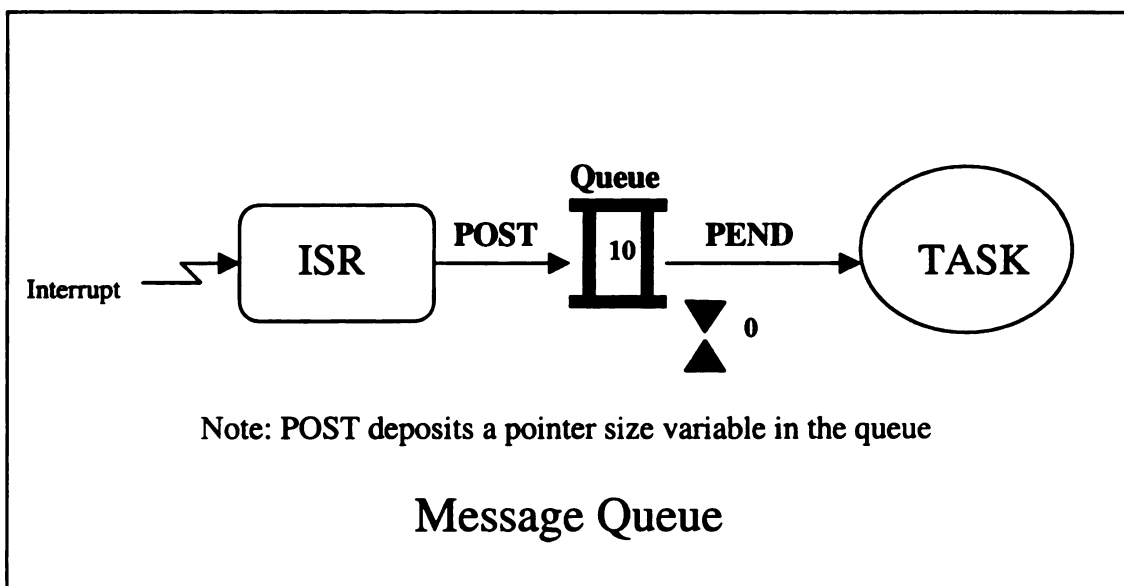 Queue
POST
PEND
ISR
10
TASK
Interrupt
0
Note: POST deposits a pointer size variable in the queue
Message Queue